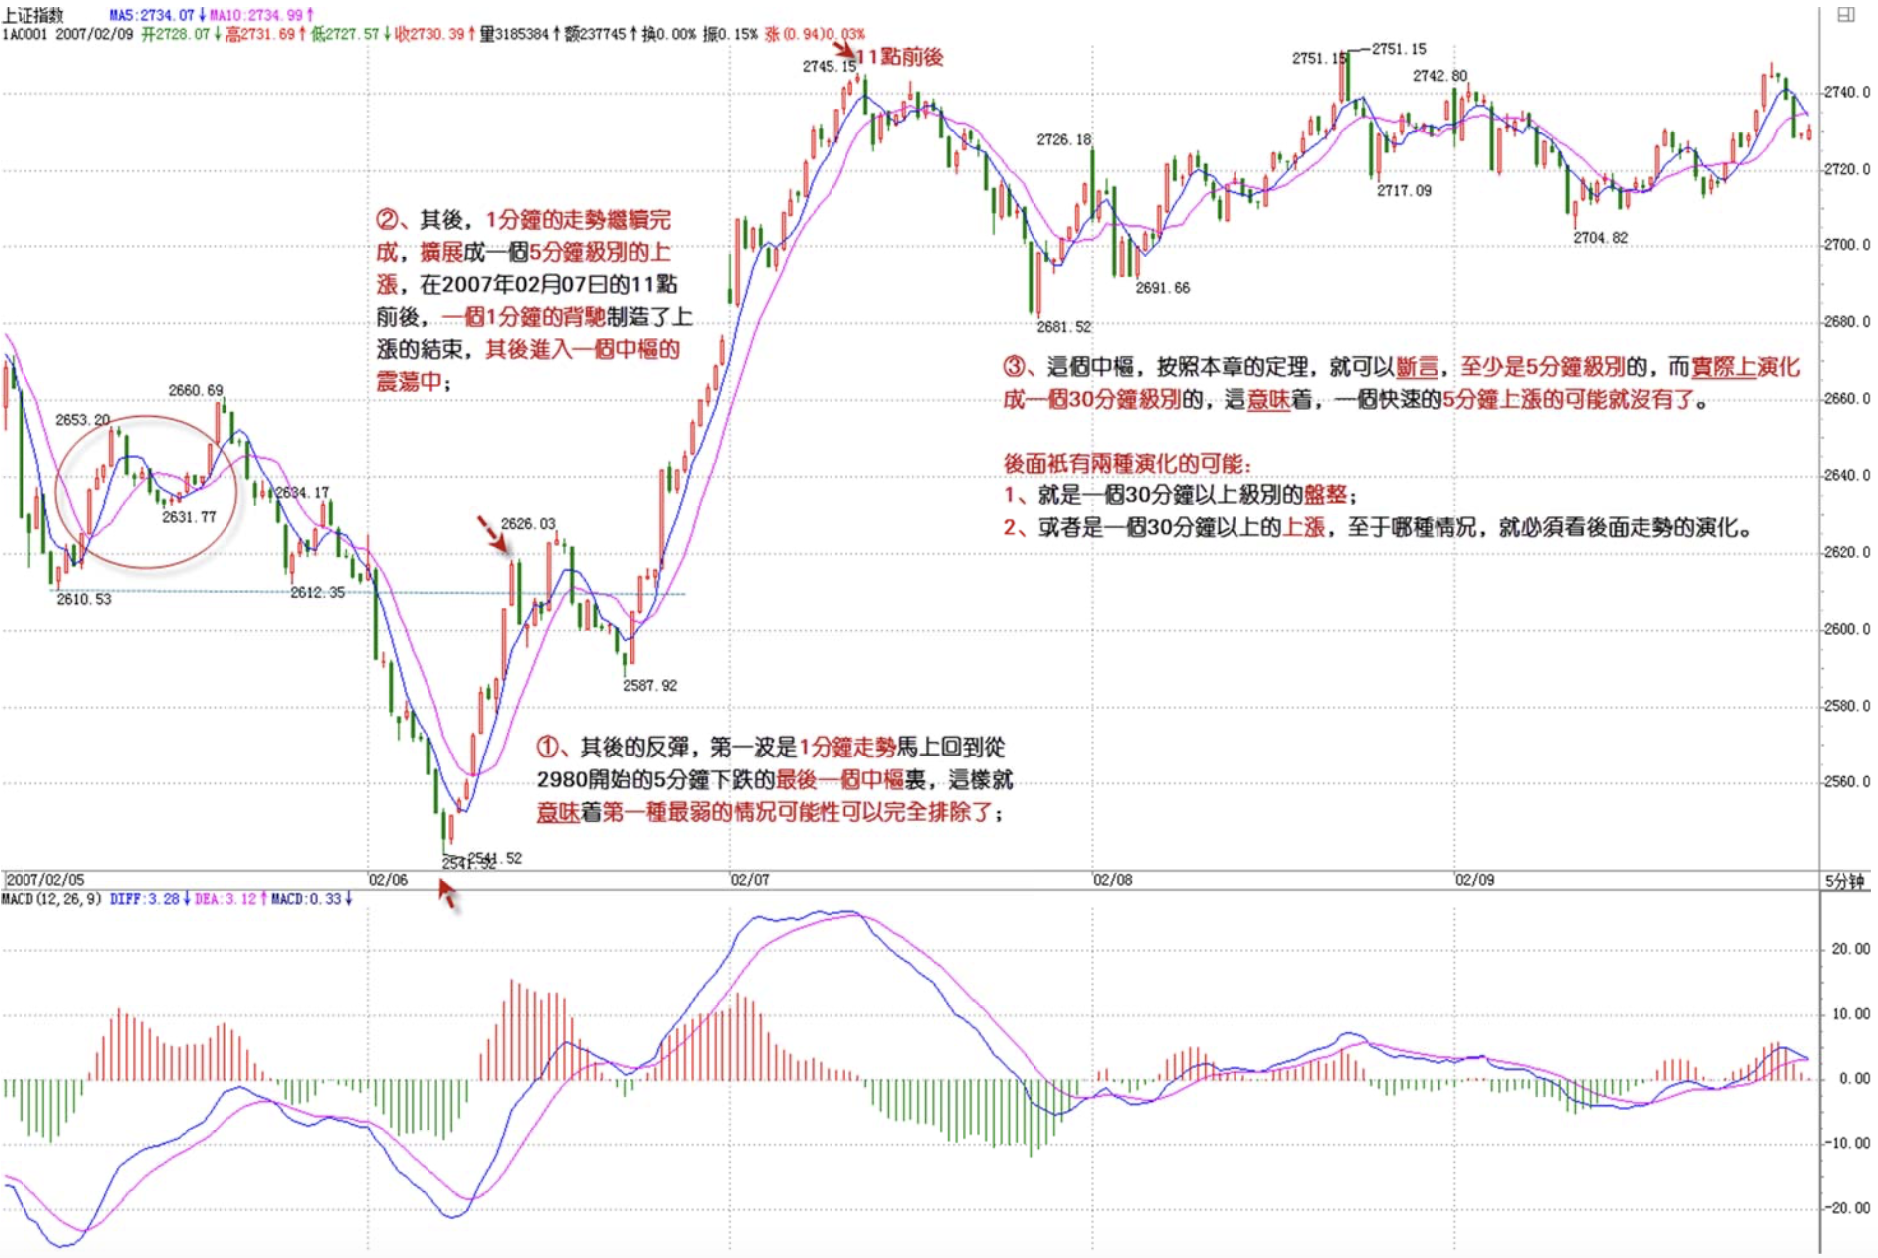 上证指数 MA5:2734.07↓MA10:2734.99↑
1A0001 2007/02/09 开2728.07↓高2731.69↑低2727.57↓收2730.39↑量3185384↑额237745↑换0.00% 振0.15% 涨(0.94)0.03%
2745.15
11點前後
2751.15
2751.15
2742.80
2740.0
2726.18
2720.0
2717.09
2704.82
2700.0
2691.66
2681.52
2680.0
②、其後，1分鐘的走勢繼續完
成，擴展成一個5分鐘級別的上
漲，在2007年02月07日的11點
前後，一個1分鐘的背馳制造了上
漲的結束，其後進入一個中樞的
震蕩中；
③、這個中樞，按照本章的定理，就可以斷言，至少是5分鐘級別的，而實際上演化
成一個30分鐘級別的，這意味着，一個快速的5分鐘上漲的可能就沒有了。
後面衹有兩種演化的可能：
1、就是一個30分鐘以上級別的盤整；
2、或者是一個30分鐘以上的上漲，至于哪種情况，就必須看後面走勢的演化。
2660.69
2660.0
2653.20
2640.0
2634.17
2631.77
2626.03
2620.0
2612.35
2610.53
2600.0
2587.92
2580.0
2560.0
①、其後的反彈，第一波是1分鐘走勢馬上回到從
2980開始的5分鐘下跌的最後一個中樞裏，這樣就
意味着第一種最弱的情况可能性可以完全排除了；
2541.52
2541.52
2007/02/05 02/06 02/07 02/08 02/09 5分钟
MACD(12,26,9) DIFF:3.28↓DEA:3.12↑MACD:0.33↓
20.00
10.00
0.00
-10.00
-20.00